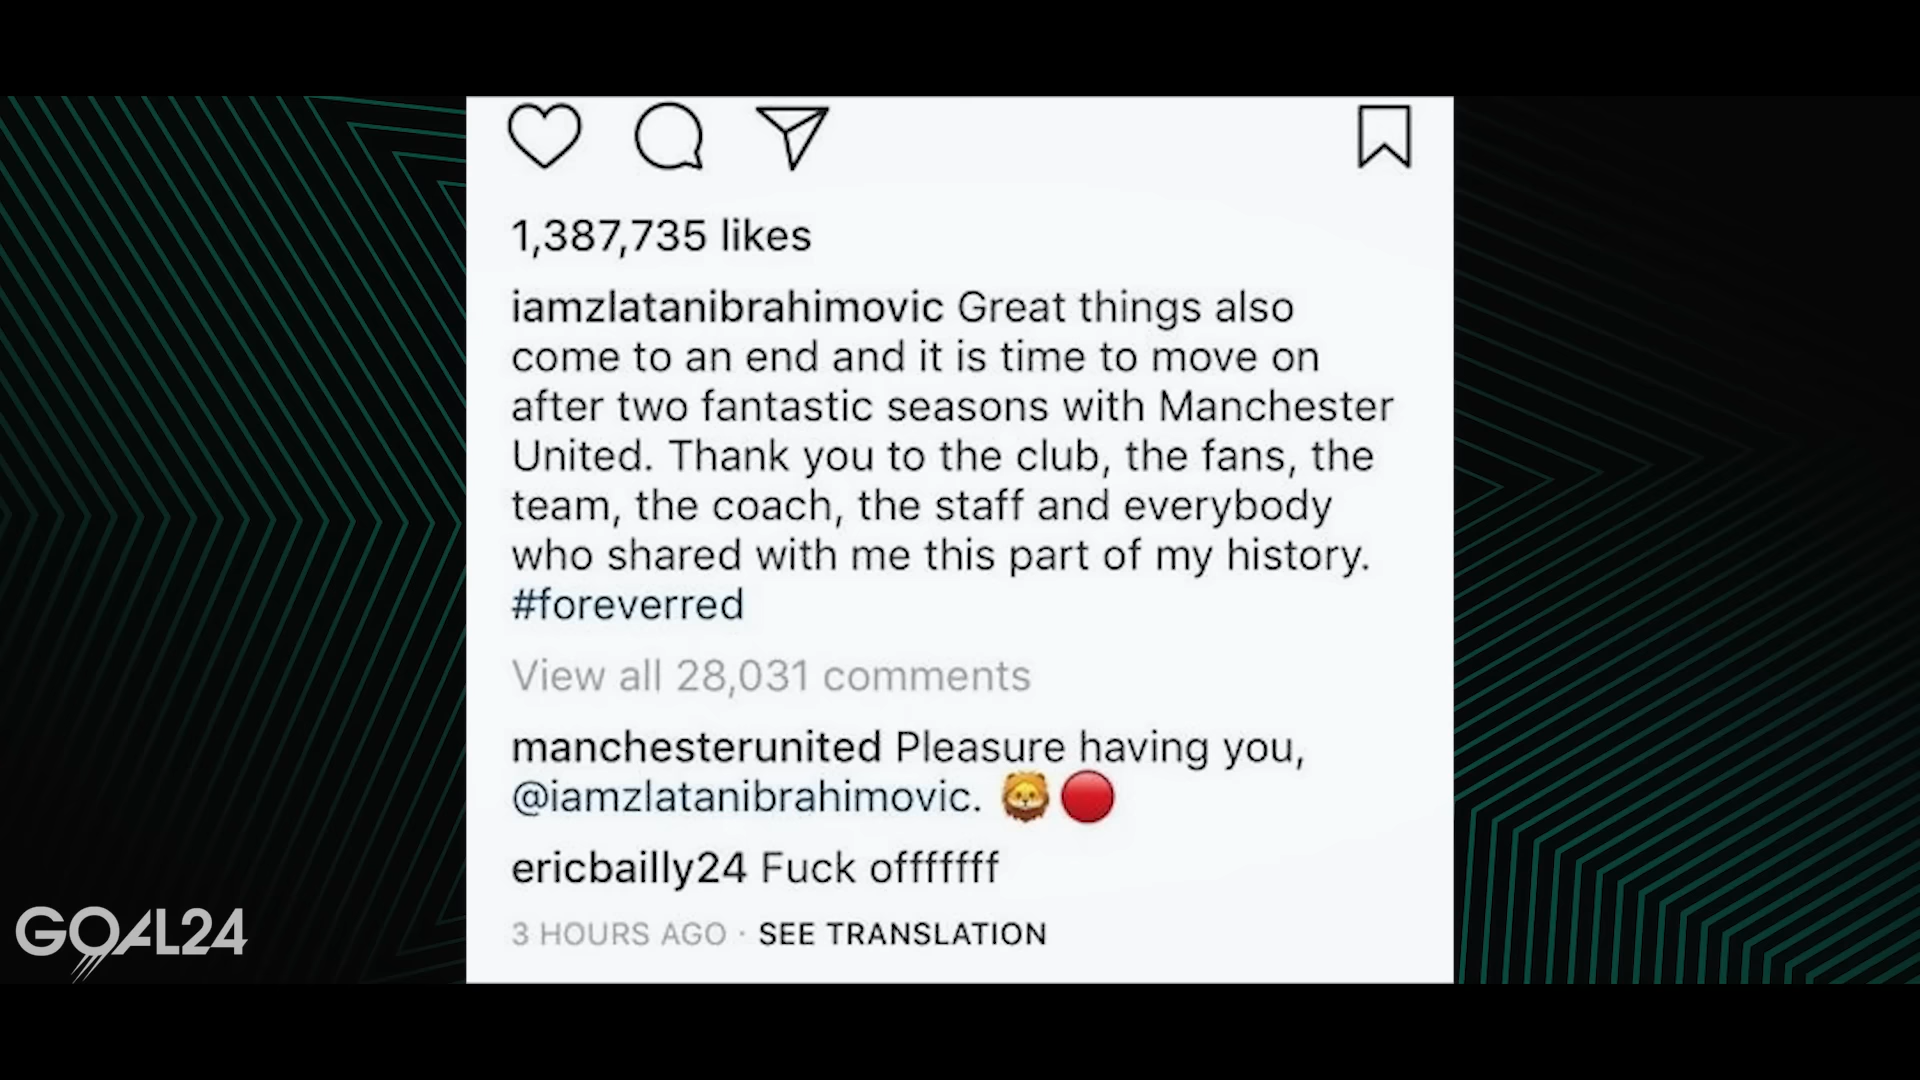 1,387,735 likes
iamzlatanibrahimovic Great things also
come to an end and it is time to move on
after two fantastic seasons with Manchester
United. Thank you to the club, the fans, the
team, the coach, the staff and everybody
who shared with me this part of my history.
#foreverred
View all 28,031 comments
manchesterunited Pleasure having you,
@iamzlatanibrahimovic. 🦁🔴
ericbailly24 Fuck offffffff
3 HOURS AGO · SEE TRANSLATION
GOAL24